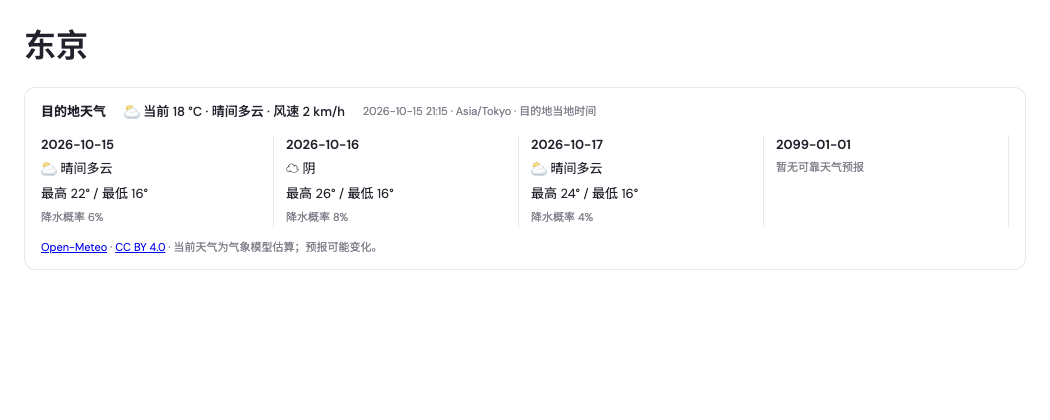 东京
目的地天气 🌥️ 当前 18 °C · 晴间多云 · 风速 2 km/h 2026-10-15 21:15 · Asia/Tokyo · 目的地当地时间
2026-10-15 2026-10-16 2026-10-17 2099-01-01
🌥️ 晴间多云 ☁ 阴 🌥️ 晴间多云 暂无可靠天气预报
最高 22° / 最低 16° 最高 26° / 最低 16° 最高 24° / 最低 16°
降水概率 6% 降水概率 8% 降水概率 4%
Open-Meteo · CC BY 4.0 · 当前天气为气象模型估算；预报可能变化。